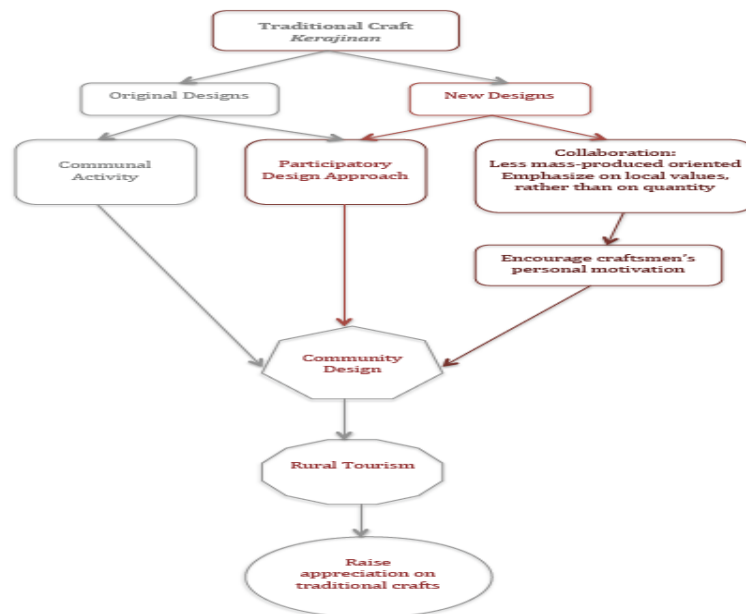 Traditional Craft
Kerajinan
Original Designs
New Designs
Communal
Activity
Participatory
Design Approach
Collaboration:
Less mass-produced oriented
Emphasize on local values,
rather than on quantity
Encourage craftsmen's
personal motivation
Community
Design
Rural Tourism
Raise
appreciation on
traditional crafts